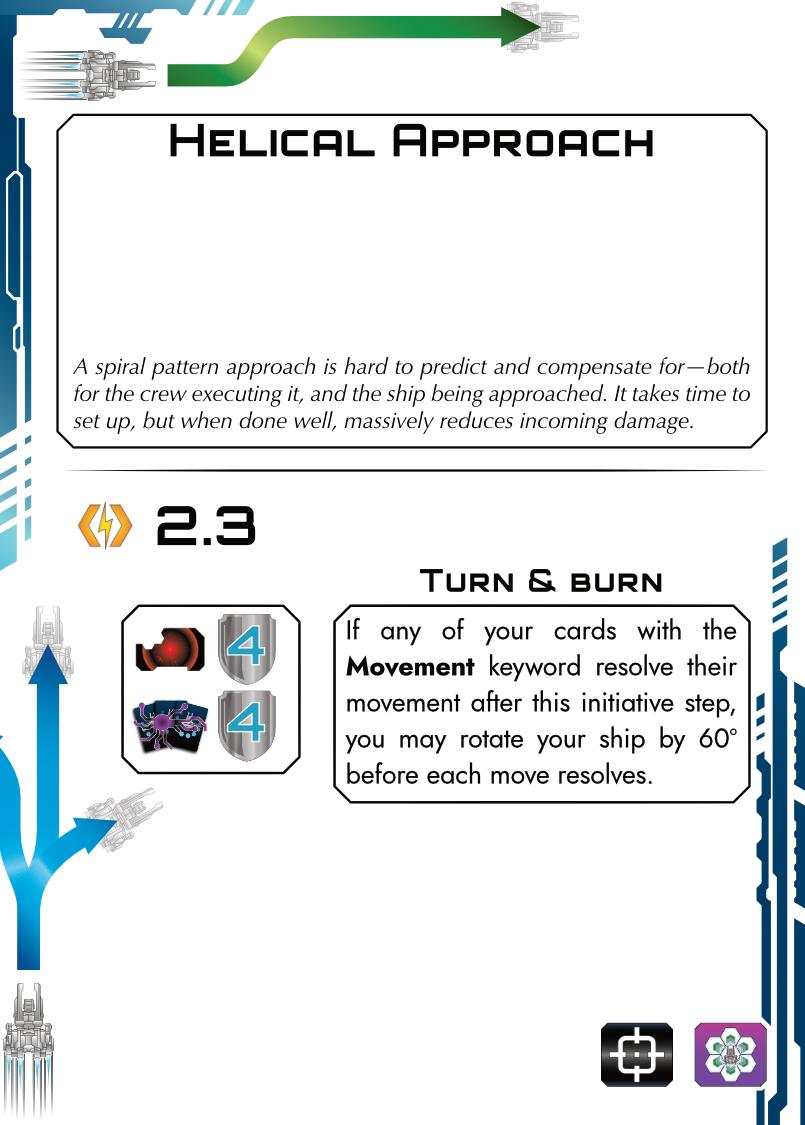 Helical Approach
A spiral pattern approach is hard to predict and compensate for—both
for the crew executing it, and the ship being approached. It takes time to
set up, but when done well, massively reduces incoming damage.
2.3
Turn & burn
4
4
If any of your cards with the
Movement keyword resolve their
movement after this initiative step,
you may rotate your ship by 60°
before each move resolves.